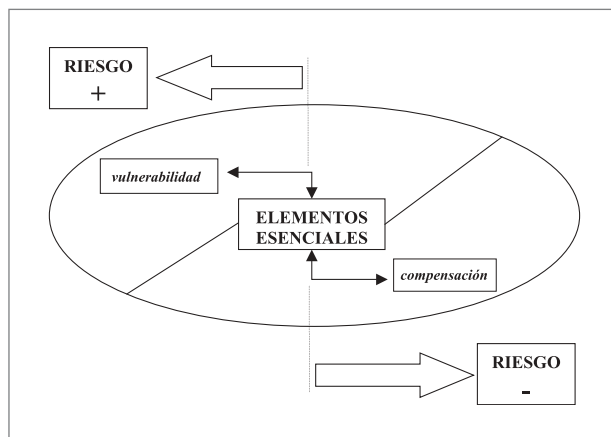 RIESGO
+
vulnerabilidad
ELEMENTOS
ESENCIALES
compensación
RIESGO
-